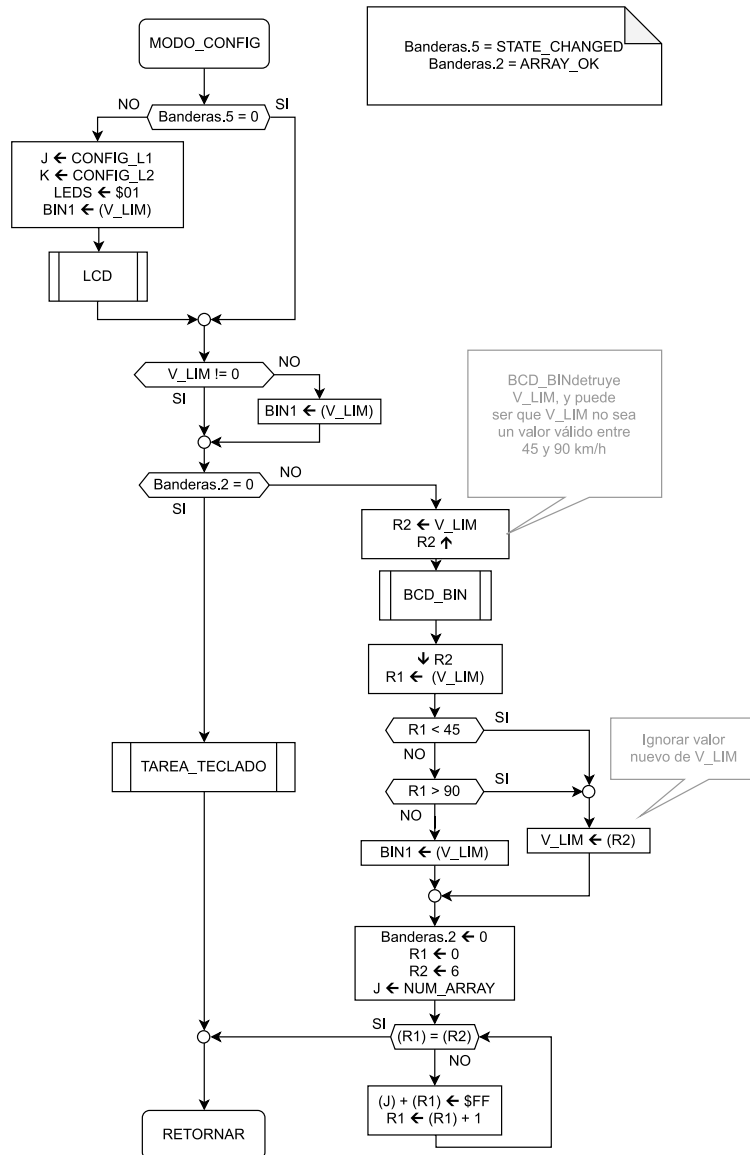 MODO_CONFIG
Banderas.5 = STATE_CHANGED
Banderas.2 = ARRAY_OK
NO
SI
Banderas.5 = 0
J 🡰 CONFIG_L1
K 🡰 CONFIG_L2
LEDS 🡰 $01
BIN1 🡰 (V_LIM)
LCD
V_LIM != 0
NO
SI
BIN1 🡰 (V_LIM)
BCD_BINdetruye
V_LIM, y puede
ser que V_LIM no sea
un valor válido entre
45 y 90 km/h
Banderas.2 = 0
NO
SI
R2 🡰 V_LIM
R2 🡱
BCD_BIN
🡳 R2
R1 🡰 (V_LIM)
R1 < 45
SI
NO
Ignorar valor
nuevo de V_LIM
TAREA_TECLADO
R1 > 90
SI
NO
BIN1 🡰 (V_LIM)
V_LIM 🡰 (R2)
Banderas.2 🡰 0
R1 🡰 0
R2 🡰 6
J 🡰 NUM_ARRAY
SI
(R1) = (R2)
NO
(J) + (R1) 🡰 $FF
R1 🡰 (R1) + 1
RETORNAR